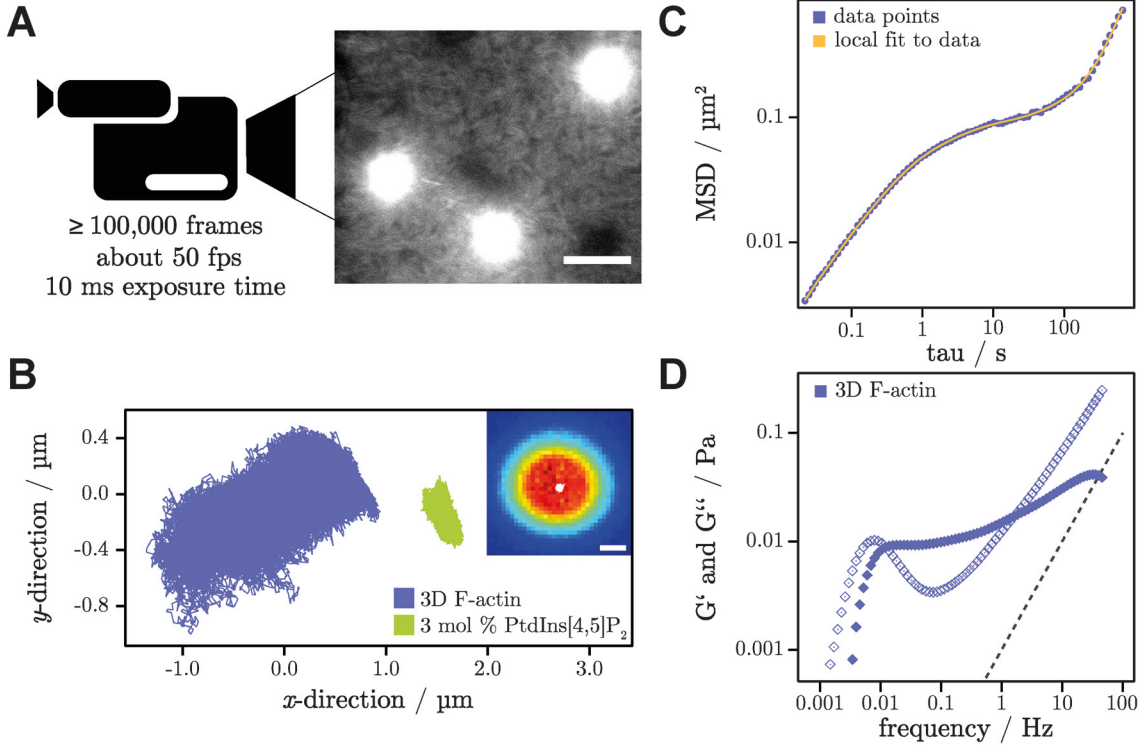 A
≥ 100,000 frames
about 50 fps
10 ms exposure time
B
y-direction / µm
0.4
0.0
-0.4
-0.8
3D F-actin
3 mol % PtdIns[4,5]P₂
-1.0
0.0
1.0
2.0
3.0
x-direction / µm
C
data points
local fit to data
MSD / µm²
0.1
0.01
0.1
1
10
100
tau / s
D
3D F-actin
G‘ and G“ / Pa
0.1
0.01
0.001
0.001
0.01
0.1
1
10
100
frequency / Hz